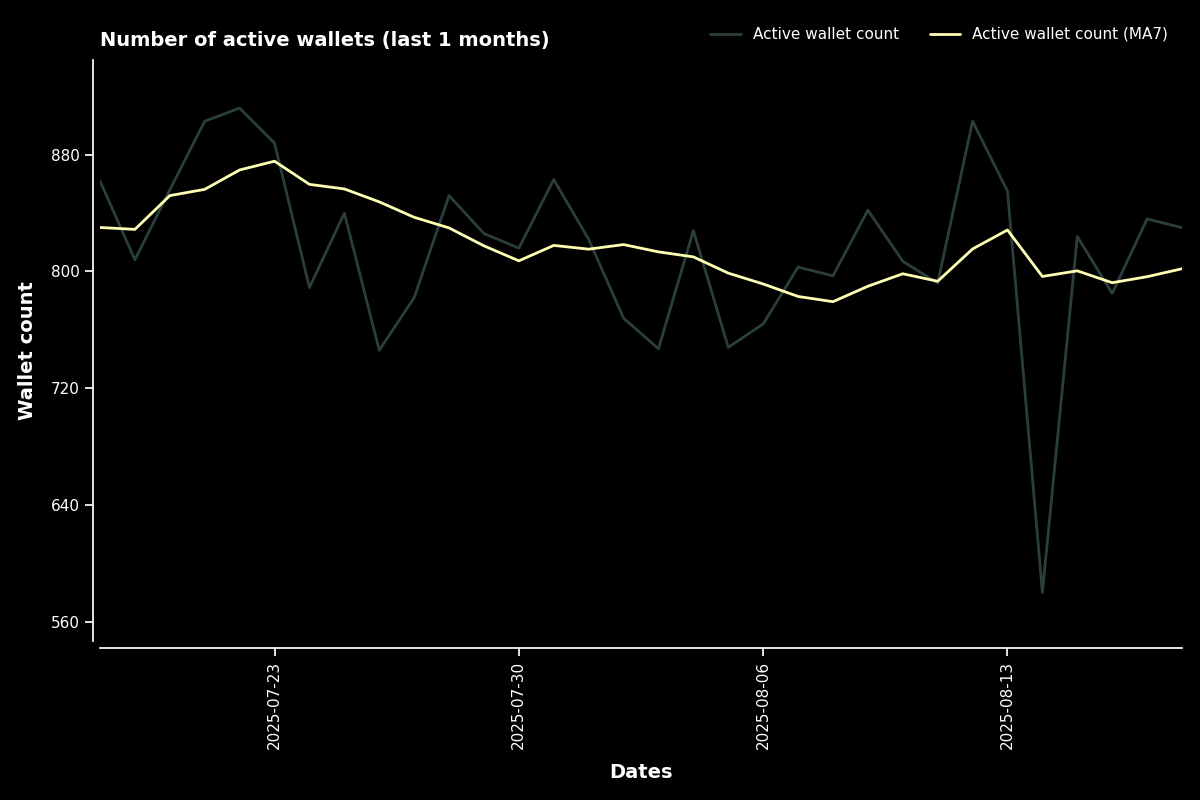 Number of active wallets (last 1 months)
Active wallet count
Active wallet count (MA7)
880
800
720
640
560
Wallet count
2025-07-23
2025-07-30
2025-08-06
2025-08-13
Dates